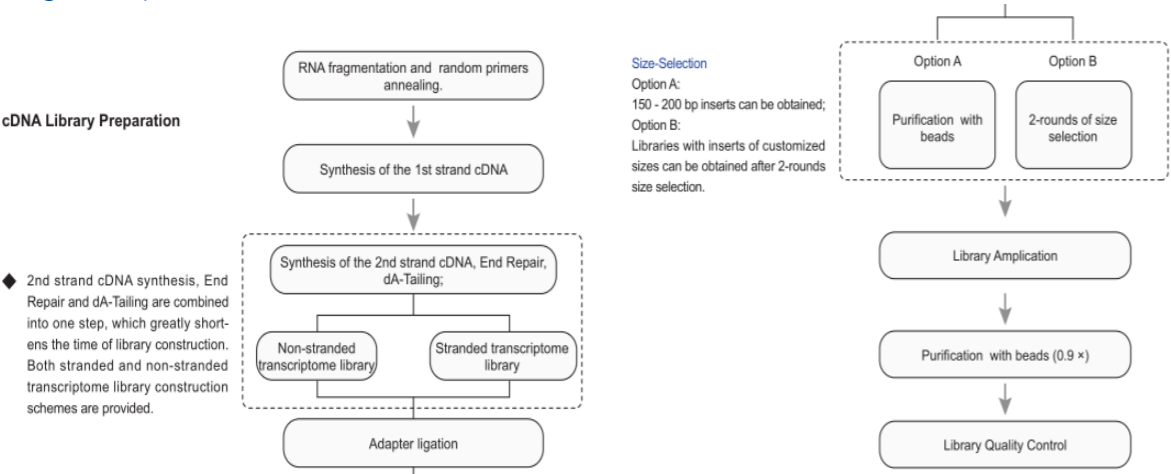 RNA fragmentation and random primers
annealing.
cDNA Library Preparation
Synthesis of the 1st strand cDNA
Synthesis of the 2nd strand cDNA, End Repair,
dA-Tailing;
◆ 2nd strand cDNA synthesis, End
Repair and dA-Tailing are combined
into one step, which greatly short-
ens the time of library construction.
Both stranded and non-stranded
transcriptome library construction
schemes are provided.
Non-stranded
transcriptome library
Stranded transcriptome
library
Adapter ligation
Size-Selection
Option A:
150 - 200 bp inserts can be obtained;
Option B:
Libraries with inserts of customized
sizes can be obtained after 2-rounds
size selection.
Option A
Option B
Purification with
beads
2-rounds of size
selection
Library Amplication
Purification with beads (0.9 ×)
Library Quality Control